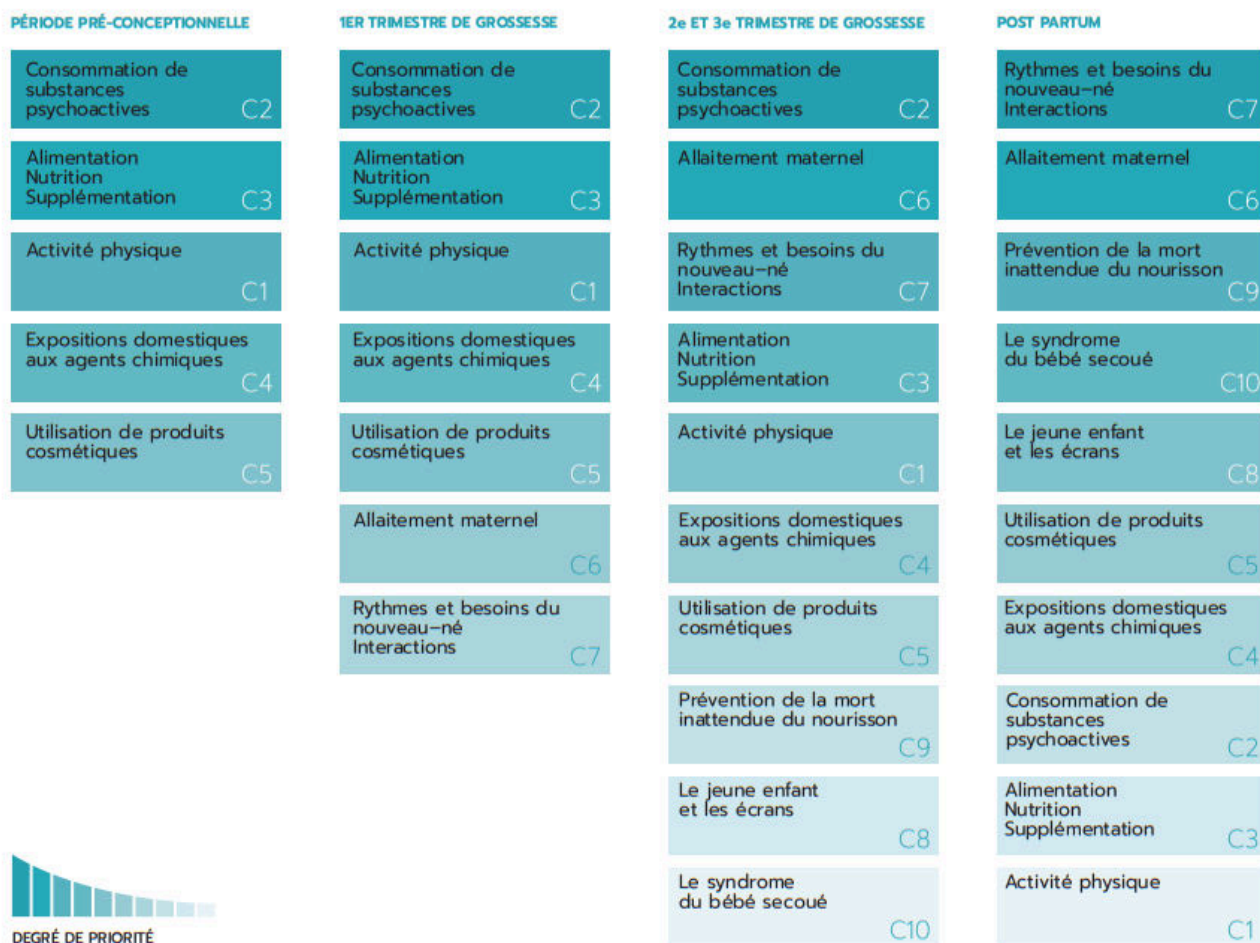 PÉRIODE PRÉ-CONCEPTIONNELLE
Consommation de
substances
psychoactives C2
Alimentation
Nutrition
Supplémentation C3
Activité physique
C1
Expositions domestiques
aux agents chimiques
C4
Utilisation de produits
cosmétiques
C5
1ER TRIMESTRE DE GROSSESSE
Consommation de
substances
psychoactives C2
Alimentation
Nutrition
Supplémentation C3
Activité physique
C1
Expositions domestiques
aux agents chimiques
C4
Utilisation de produits
cosmétiques
C5
Allaitement maternel
C6
Rythmes et besoins du
nouveau-né
Interactions C7
2e ET 3e TRIMESTRE DE GROSSESSE
Consommation de
substances
psychoactives C2
Allaitement maternel
C6
Rythmes et besoins du
nouveau-né
Interactions C7
Alimentation
Nutrition
Supplémentation C3
Activité physique
C1
Expositions domestiques
aux agents chimiques
C4
Utilisation de produits
cosmétiques
C5
Prévention de la mort
inattendue du nourisson
C9
Le jeune enfant
et les écrans
C8
Le syndrome
du bébé secoué
C10
POST PARTUM
Rythmes et besoins du
nouveau-né
Interactions C7
Allaitement maternel
C6
Prévention de la mort
inattendue du nourisson
C9
Le syndrome
du bébé secoué
C10
Le jeune enfant
et les écrans
C8
Utilisation de produits
cosmétiques
C5
Expositions domestiques
aux agents chimiques
C4
Consommation de
substances
psychoactives C2
Alimentation
Nutrition
Supplémentation C3
Activité physique
C1
DEGRÉ DE PRIORITÉ